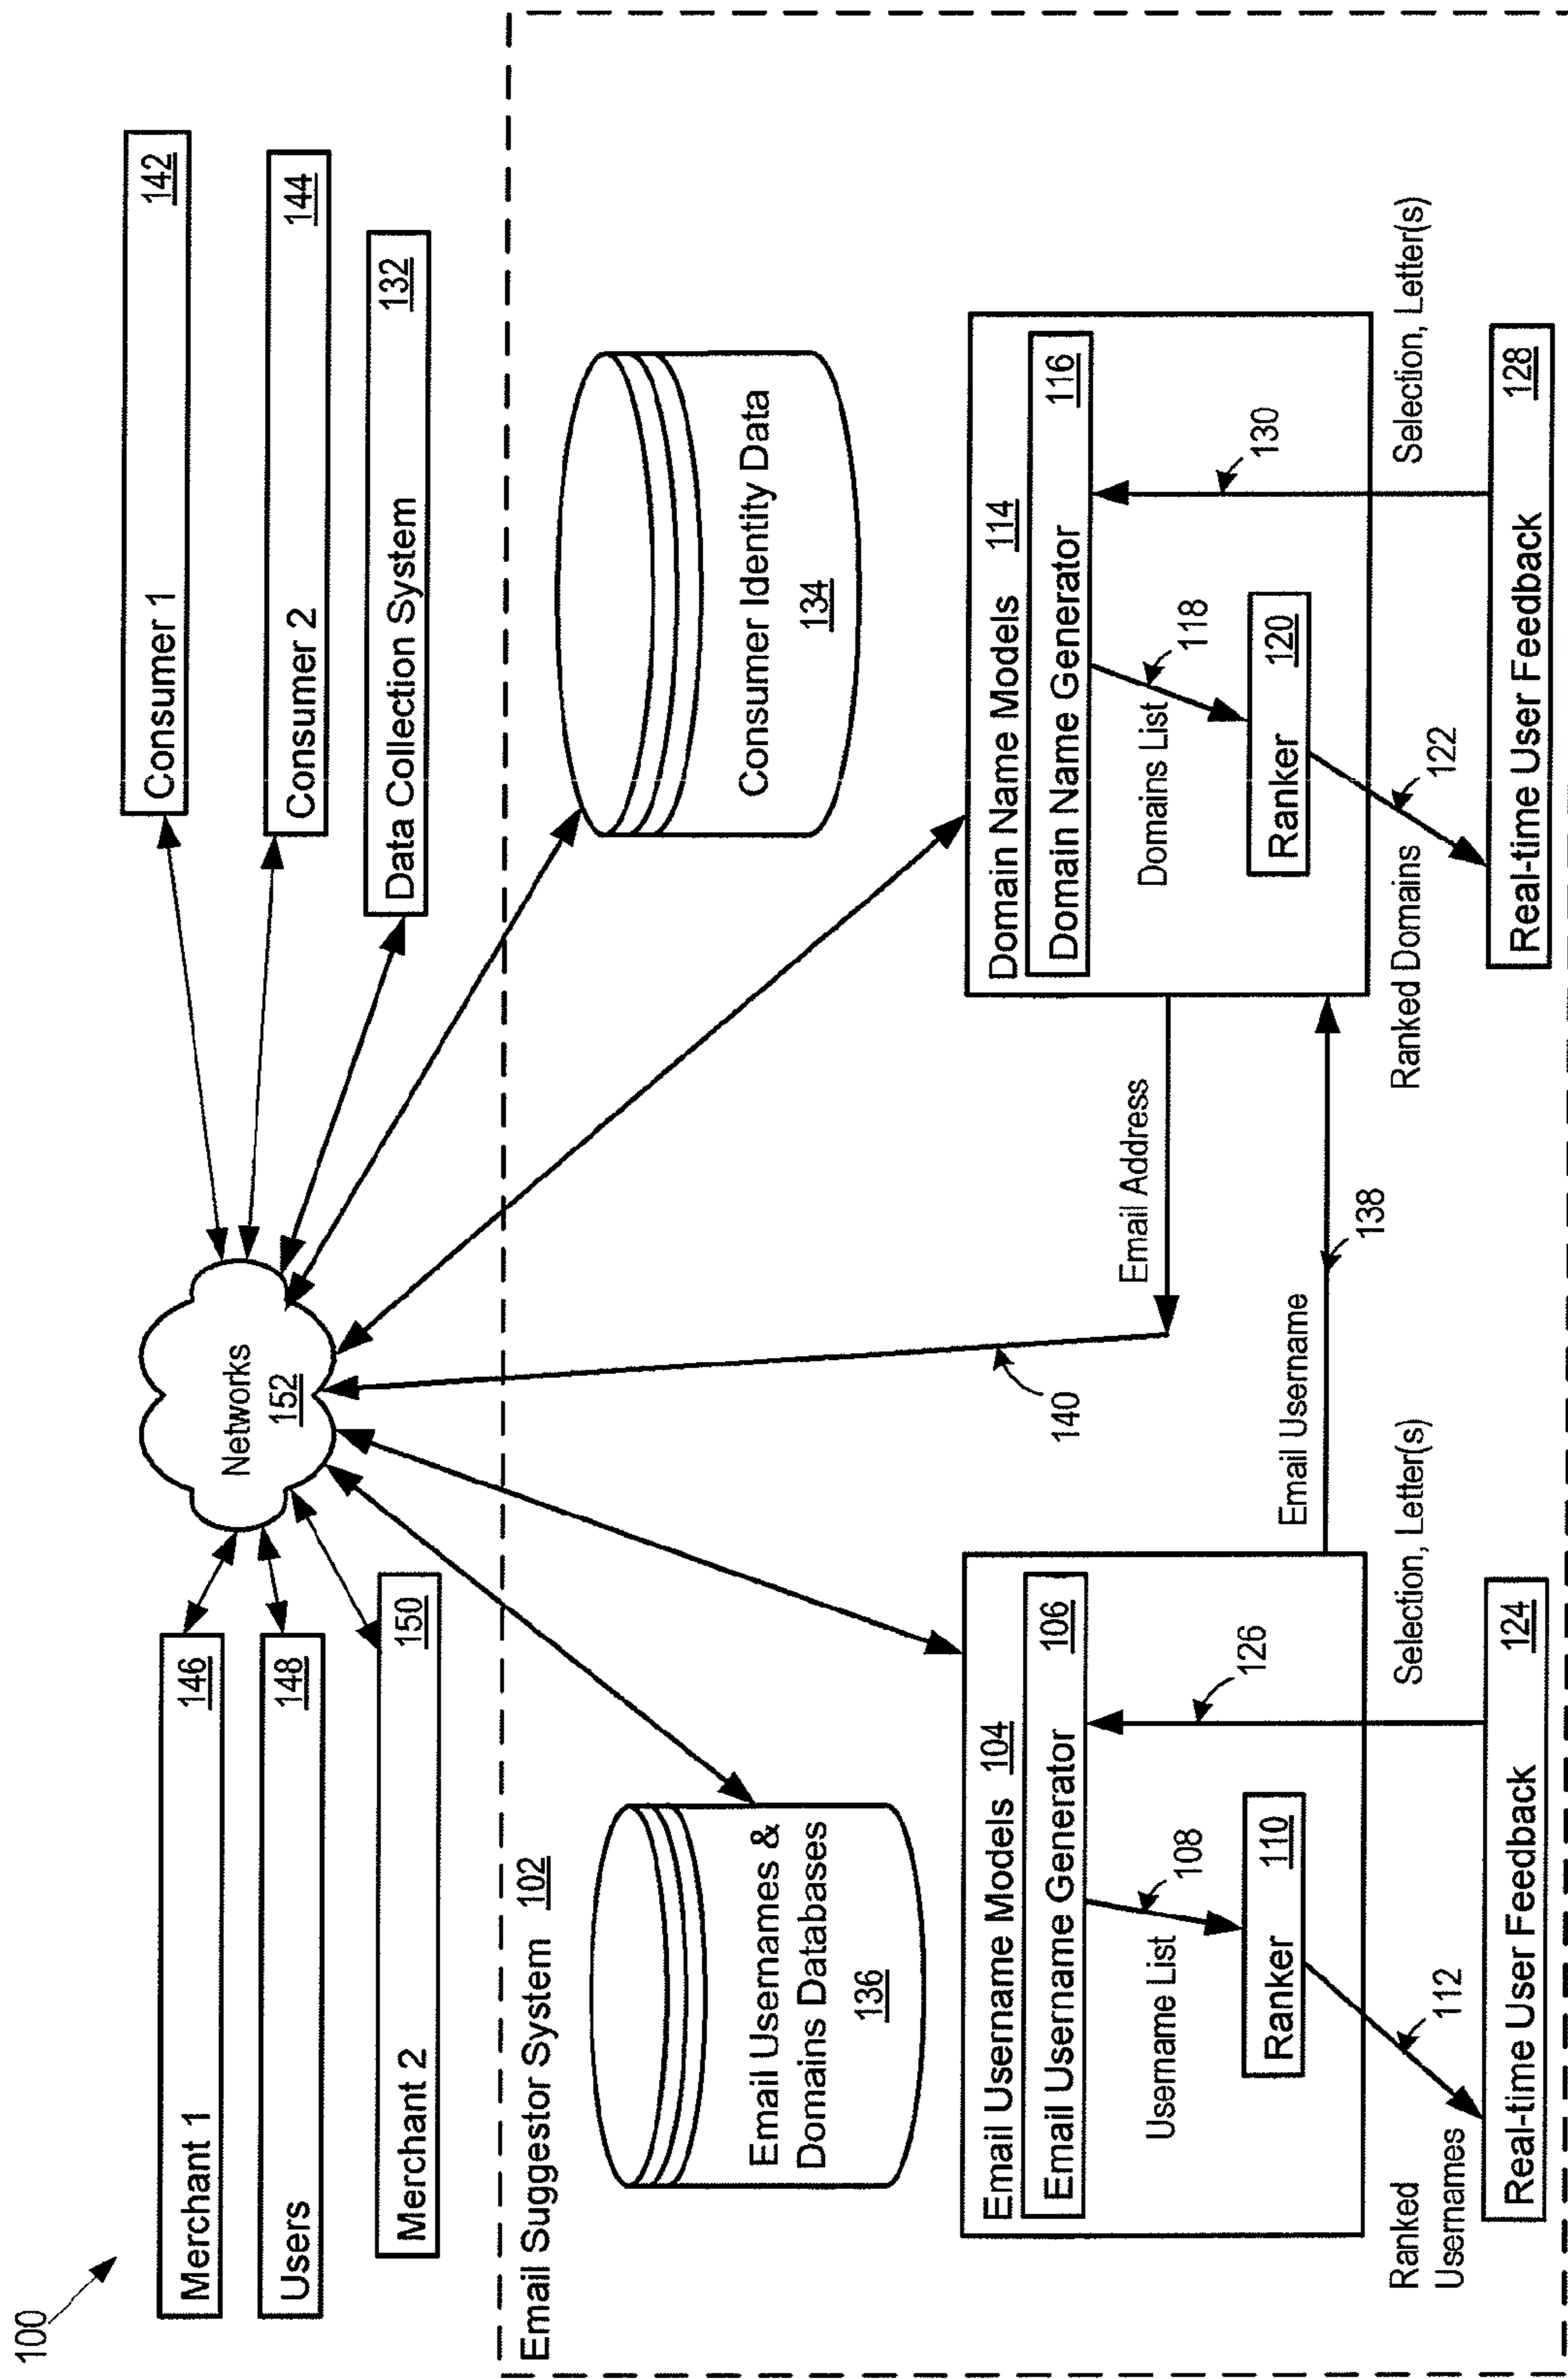 100
Merchant 1 146
Users 148
Merchant 2 150
Networks
152
Consumer 1 142
Consumer 2 144
Data Collection System 132
Email Suggestor System 102
Email Usernames &
Domains Databases
136
Consumer Identity Data
134
Email Username Models 104
Email Username Generator 106
Username List
108
126
Ranker 110
112
Ranked
Usernames
Selection, Letter(s)
Real-time User Feedback 124
140
Email Address
Email Username
138
Domain Name Models 114
Domain Name Generator 116
Domains List
118
130
Ranker 120
122
Ranked Domains
Selection, Letter(s)
Real-time User Feedback 128